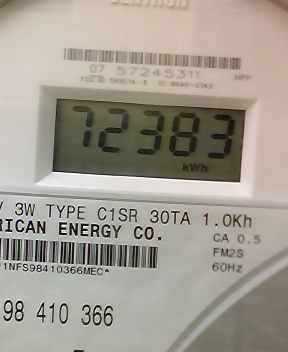 07 57245311
72383
kWh
V 3W TYPE C1SR 30TA 1.0Kh
RICAN ENERGY CO.
CA 0.5
FM2S
60Hz
*1NFS98410366MEC*
98 410 366